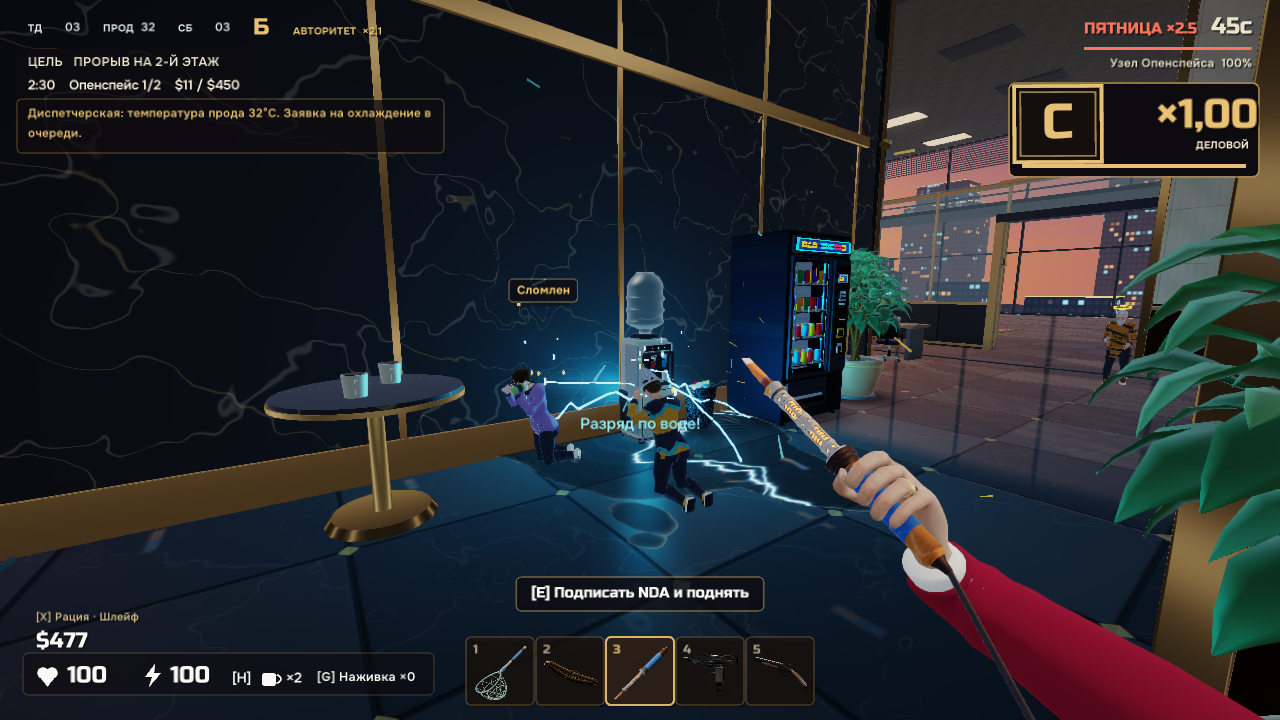 ТД 03 ПРОД 32 СБ 03 Б АВТОРИТЕТ ×2.1
ЦЕЛЬ ПРОРЫВ НА 2-Й ЭТАЖ
2:30 Опенспейс 1/2 $11 / $450
Диспетчерская: температура прода 32°C. Заявка на охлаждение в
очереди.
ПЯТНИЦА ×2.5 45с
Узел Опенспейса 100%
С ×1,00
ДЕЛОВОЙ
Сломлен
Разряд по воде!
[E] Подписать NDA и поднять
[X] Рация · Шлейф
$477
100 100 [H] ×2 [G] Наживка ×0
1 2 3 4 5